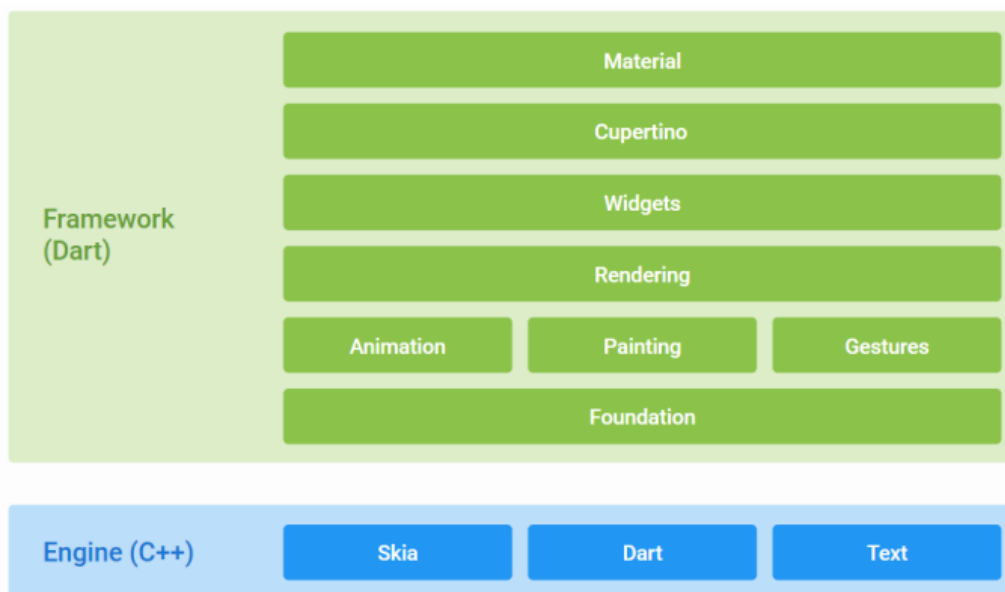 Material
Cupertino
Widgets
Framework
(Dart)
Rendering
Animation Painting Gestures
Foundation
Engine (C++) Skia Dart Text